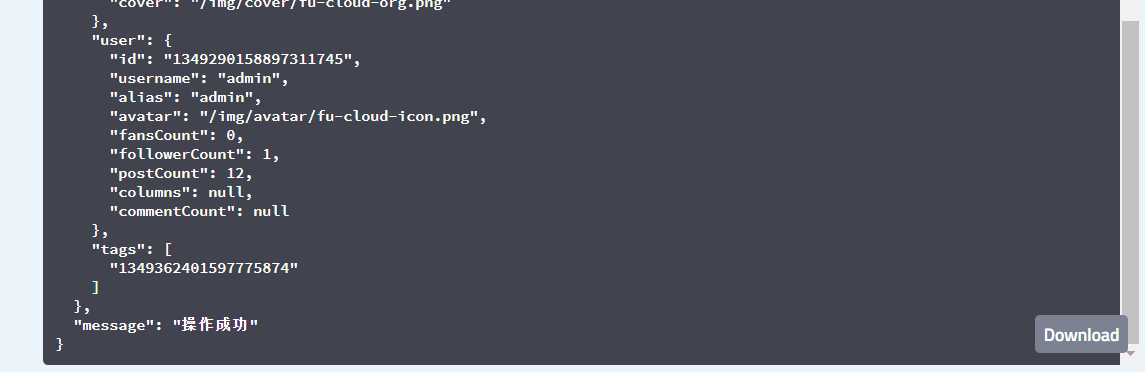 "cover": "/img/cover/fu-cloud-org.png"
},
"user": {
"id": "1349290158897311745",
"username": "admin",
"alias": "admin",
"avatar": "/img/avatar/fu-cloud-icon.png",
"fansCount": 0,
"followerCount": 1,
"postCount": 12,
"columns": null,
"commentCount": null
},
"tags": [
"1349362401597775874"
]
},
"message": "操作成功"
}
Download